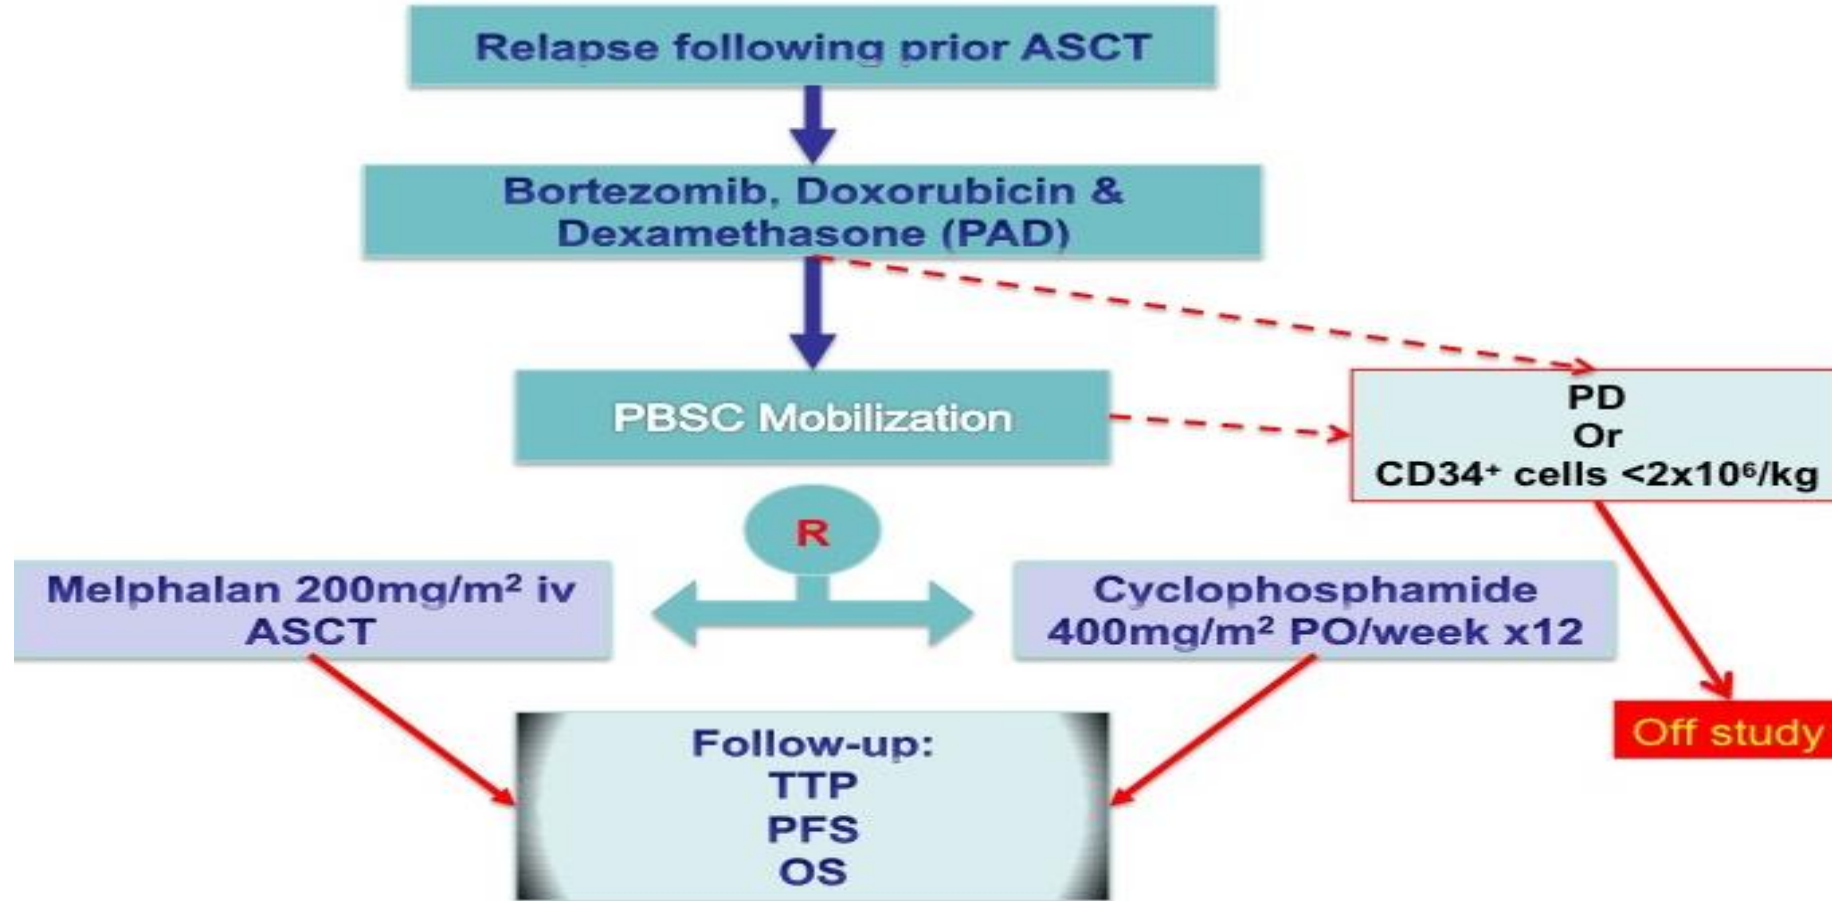 Relapse following prior ASCT
Bortezomib, Doxorubicin &
Dexamethasone (PAD)
PBSC Mobilization
PD
Or
CD34⁺ cells <2x10⁶/kg
R
Melphalan 200mg/m² iv
ASCT
Cyclophosphamide
400mg/m² PO/week x12
Off study
Follow-up:
TTP
PFS
OS